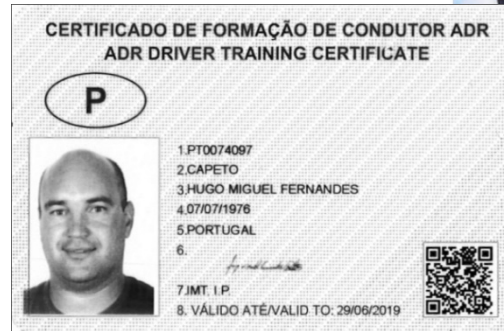 CERTIFICADO DE FORMAÇÃO DE CONDUTOR ADR
ADR DRIVER TRAINING CERTIFICATE
P
1.PT0074097
2.CAPETO
3.HUGO MIGUEL FERNANDES
4.07/07/1976
5.PORTUGAL
6.
7.IMT, I.P.
8. VÁLIDO ATÉ/VALID TO: 29/06/2019